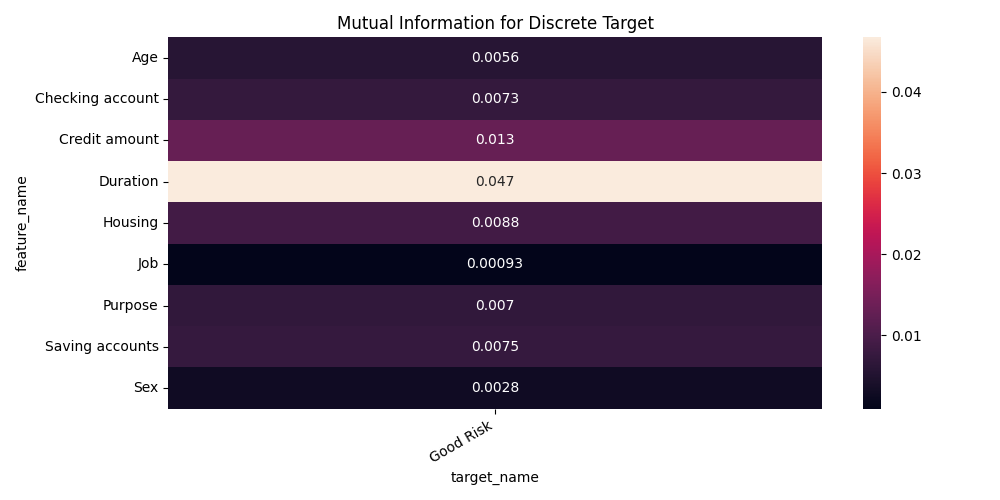 Mutual Information for Discrete Target
feature_name
Age 0.0056
Checking account 0.0073
Credit amount 0.013
Duration 0.047
Housing 0.0088
Job 0.00093
Purpose 0.007
Saving accounts 0.0075
Sex 0.0028
Good Risk
target_name
0.04
0.03
0.02
0.01